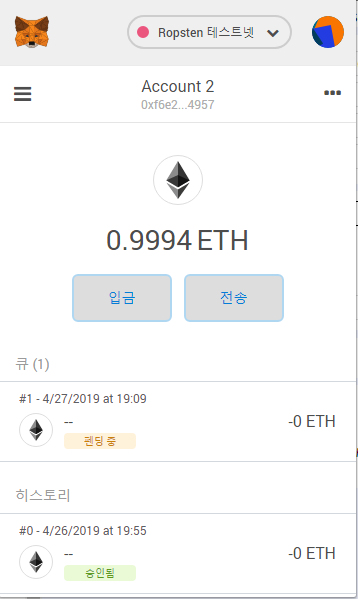 Ropsten 테스트넷
Account 2
0xf6e2...4957
0.9994 ETH
입금
전송
큐 (1)
#1 - 4/27/2019 at 19:09
--
-0 ETH
펜딩 중
히스토리
#0 - 4/26/2019 at 19:55
--
-0 ETH
승인됨